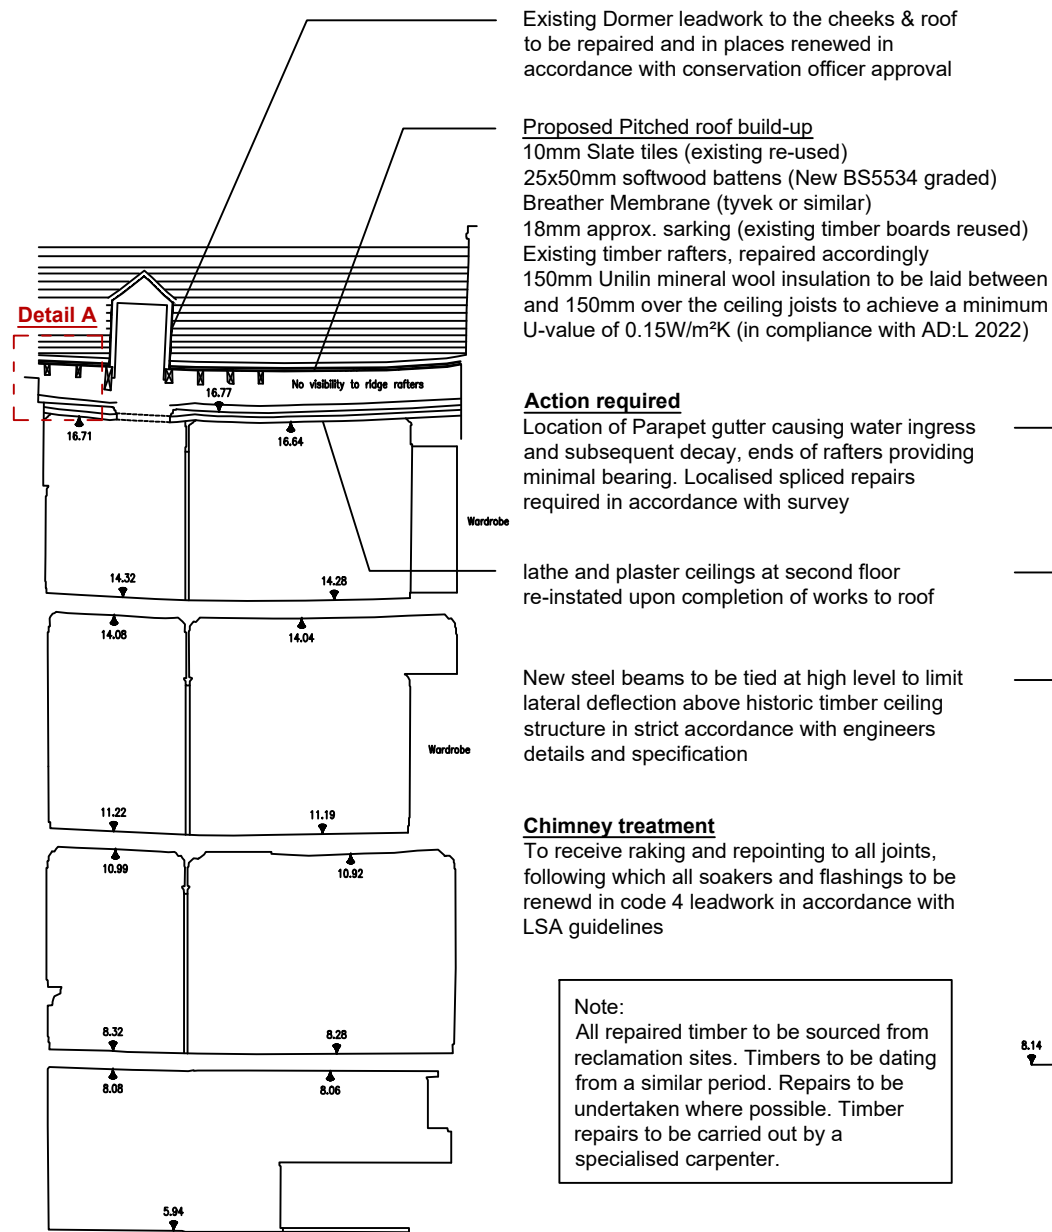 Existing Dormer leadwork to the cheeks & roof
to be repaired and in places renewed in
accordance with conservation officer approval
Proposed Pitched roof build-up
10mm Slate tiles (existing re-used)
25x50mm softwood battens (New BS5534 graded)
Breather Membrane (tyvek or similar)
18mm approx. sarking (existing timber boards reused)
Existing timber rafters, repaired accordingly
150mm Unilin mineral wool insulation to be laid between
and 150mm over the ceiling joists to achieve a minimum
U-value of 0.15W/m²K (in compliance with AD:L 2022)
Detail A
No visibility to ridge rafters
16.77
16.71
16.64
Action required
Location of Parapet gutter causing water ingress
and subsequent decay, ends of rafters providing
minimal bearing. Localised spliced repairs
required in accordance with survey
Wardrobe
14.32
14.28
lathe and plaster ceilings at second floor
re-instated upon completion of works to roof
14.08
14.04
New steel beams to be tied at high level to limit
lateral deflection above historic timber ceiling
structure in strict accordance with engineers
details and specification
Wardrobe
11.22
11.19
Chimney treatment
To receive raking and repointing to all joints,
following which all soakers and flashings to be
renewd in code 4 leadwork in accordance with
LSA guidelines
10.99
10.92
Note:
All repaired timber to be sourced from
reclamation sites. Timbers to be dating
from a similar period. Repairs to be
undertaken where possible. Timber
repairs to be carried out by a
specialised carpenter.
8.32
8.28
8.14
8.08
8.06
5.94